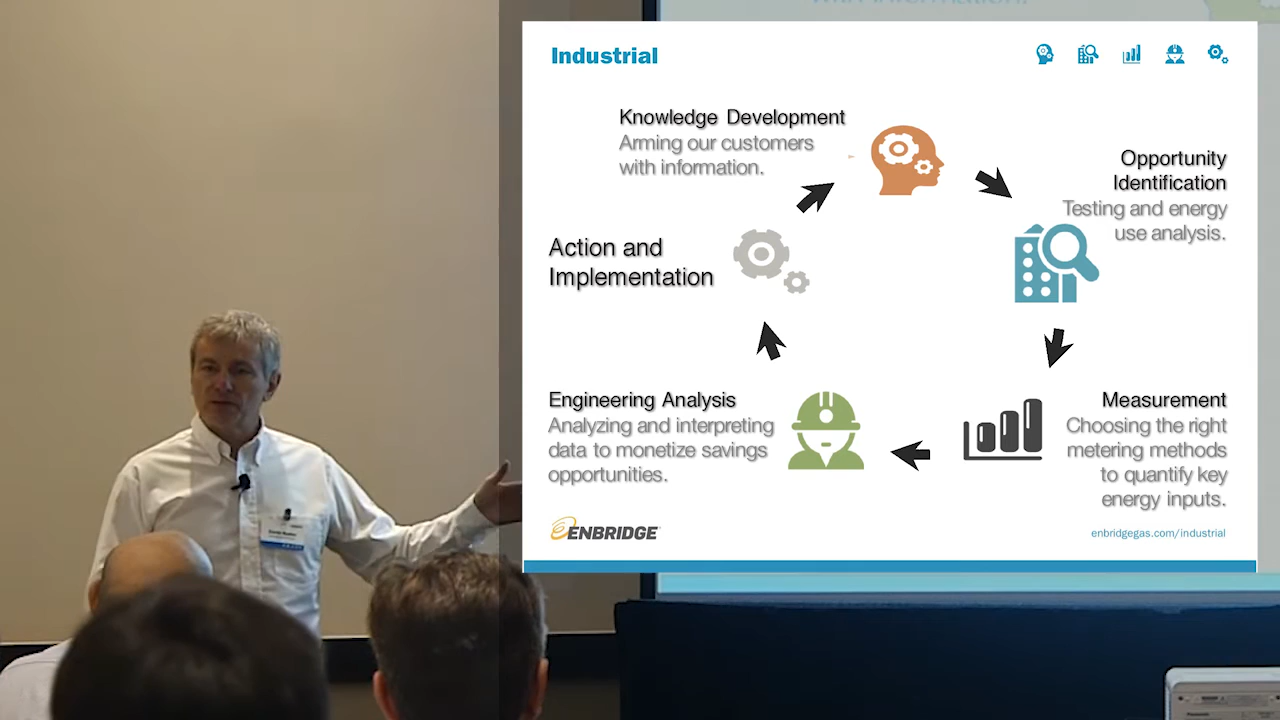 Industrial
Knowledge Development
Arming our customers
with information.
Opportunity
Identification
Testing and energy
use analysis.
Action and
Implementation
Engineering Analysis
Analyzing and interpreting
data to monetize savings
opportunities.
Measurement
Choosing the right
metering methods
to quantify key
energy inputs.
ENBRIDGE
enbridgegas.com/industrial